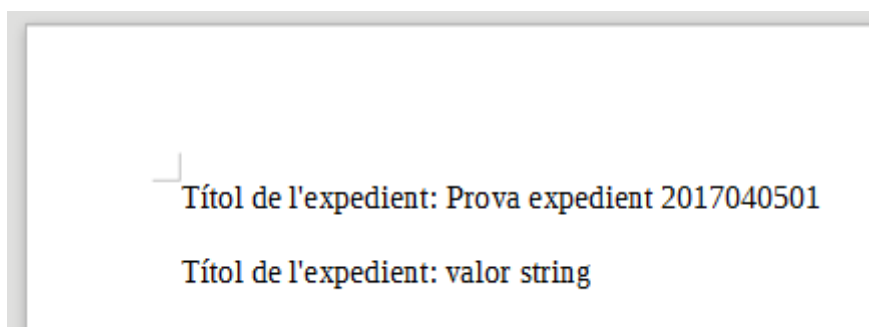 Títol de l'expedient: Prova expedient 2017040501
Títol de l'expedient: valor string